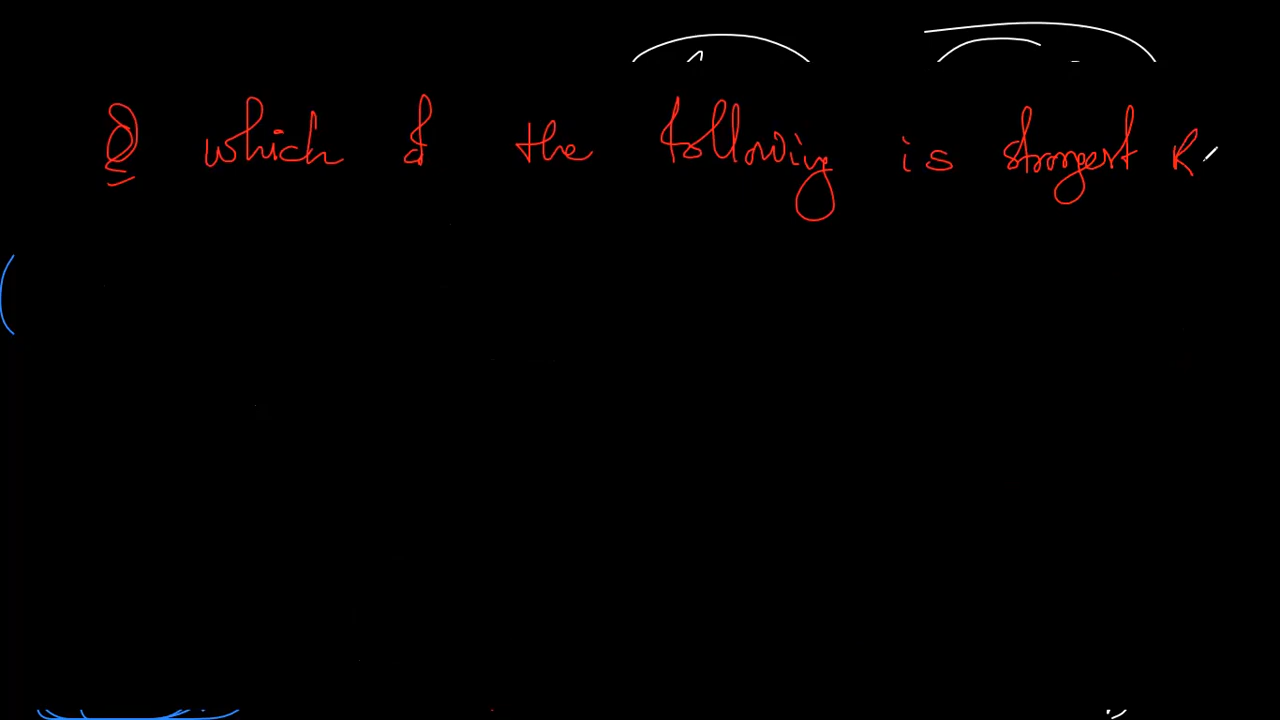 Q which of the following is strongest R